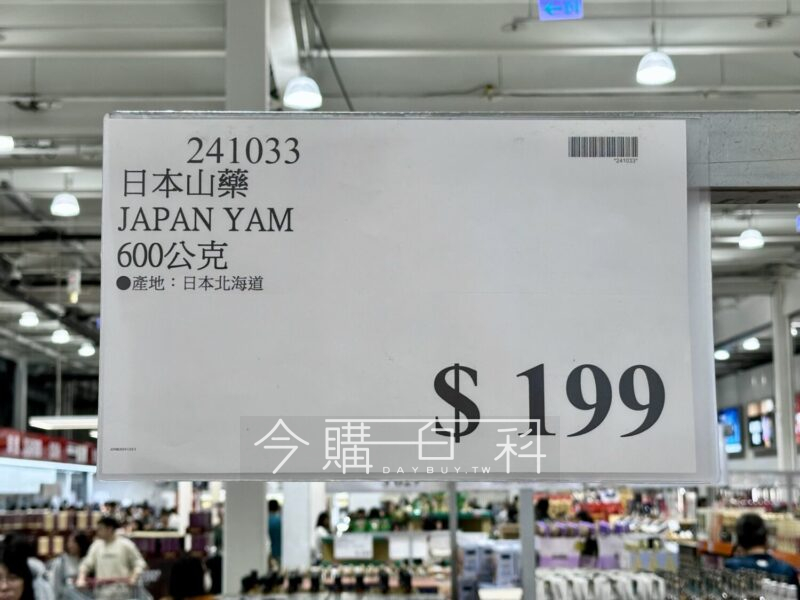 241033
日本山藥
JAPAN YAM
600公克
●產地：日本北海道
*241033*
$ 199
今購百科
DAYBUY.TW